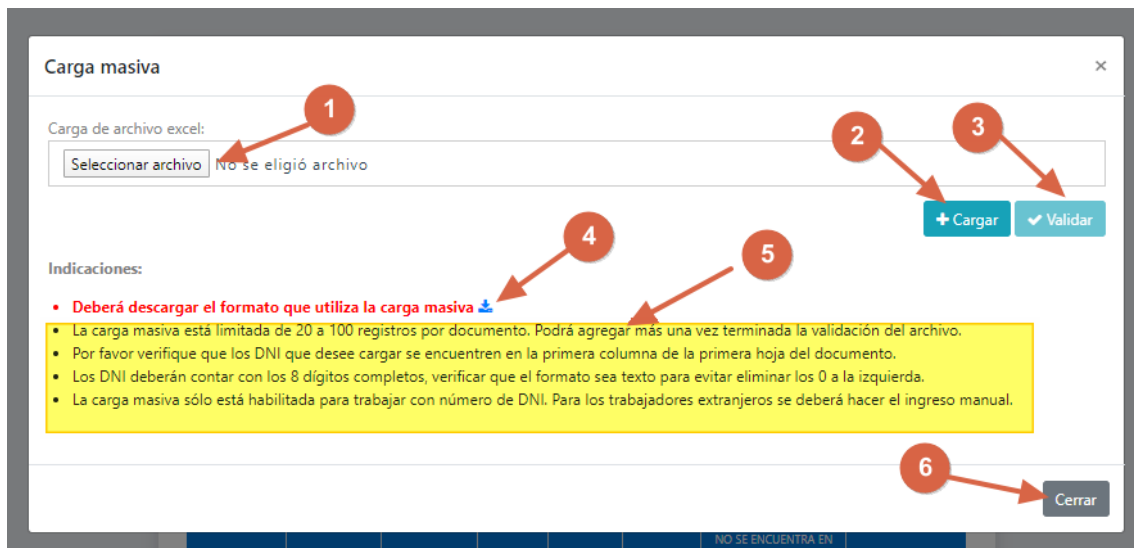 Carga masiva ×
1
Carga de archivo excel:
2
3
Seleccionar archivo No se eligió archivo
+ Cargar ✔ Validar
4
5
Indicaciones:
• Deberá descargar el formato que utiliza la carga masiva
• La carga masiva está limitada de 20 a 100 registros por documento. Podrá agregar más una vez terminada la validación del archivo.
• Por favor verifique que los DNI que desee cargar se encuentren en la primera columna de la primera hoja del documento.
• Los DNI deberán contar con los 8 dígitos completos, verificar que el formato sea texto para evitar eliminar los 0 a la izquierda.
• La carga masiva sólo está habilitada para trabajar con número de DNI. Para los trabajadores extranjeros se deberá hacer el ingreso manual.
6
Cerrar
NO SE ENCUENTRA EN